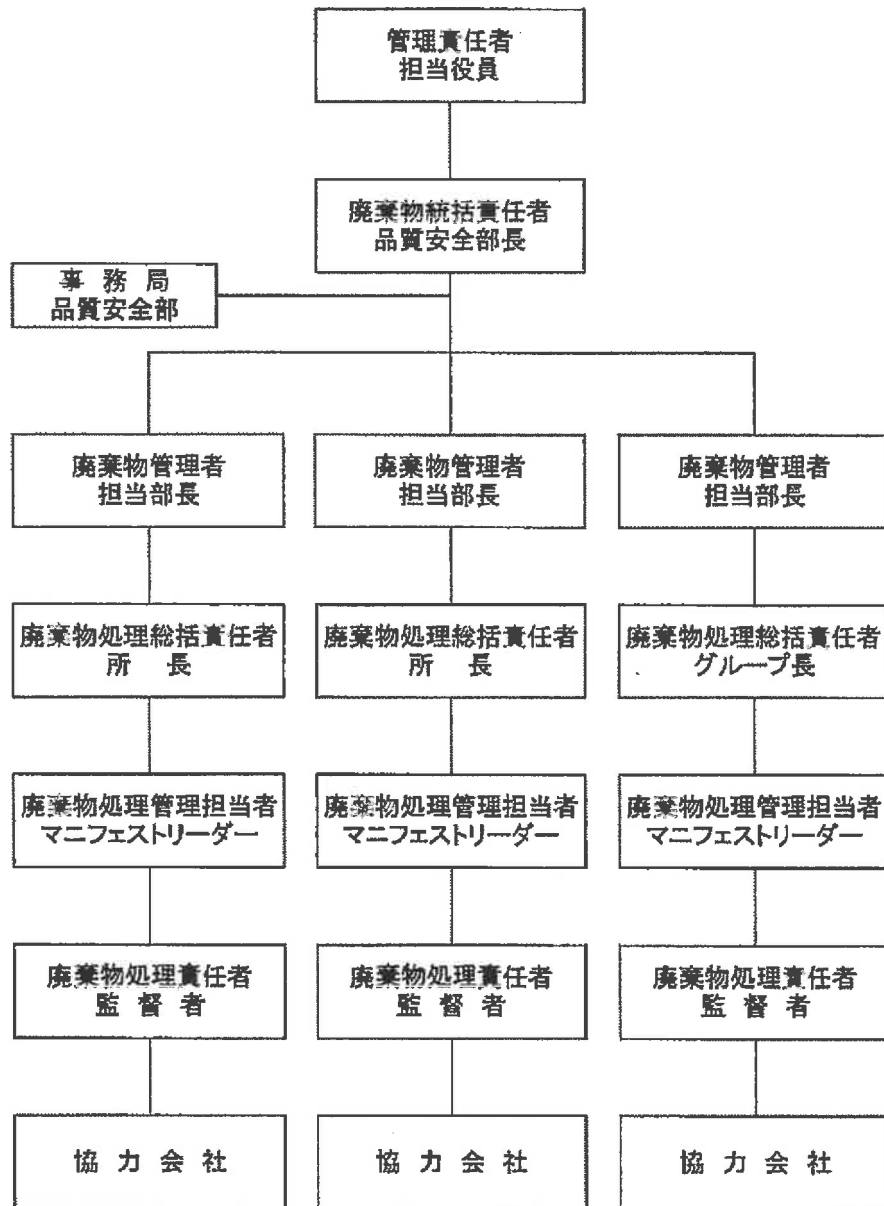 管理責任者
担当役員
廃棄物統括責任者
品質安全部長
事 務 局
品質安全部
廃棄物管理者
担当部長
廃棄物管理者
担当部長
廃棄物管理者
担当部長
廃棄物処理総括責任者
所 長
廃棄物処理総括責任者
所 長
廃棄物処理総括責任者
グループ長
廃棄物処理管理担当者
マニフェストリーダー
廃棄物処理管理担当者
マニフェストリーダー
廃棄物処理管理担当者
マニフェストリーダー
廃棄物処理責任者
監 督 者
廃棄物処理責任者
監 督 者
廃棄物処理責任者
監 督 者
協 力 会 社
協 力 会 社
協 力 会 社